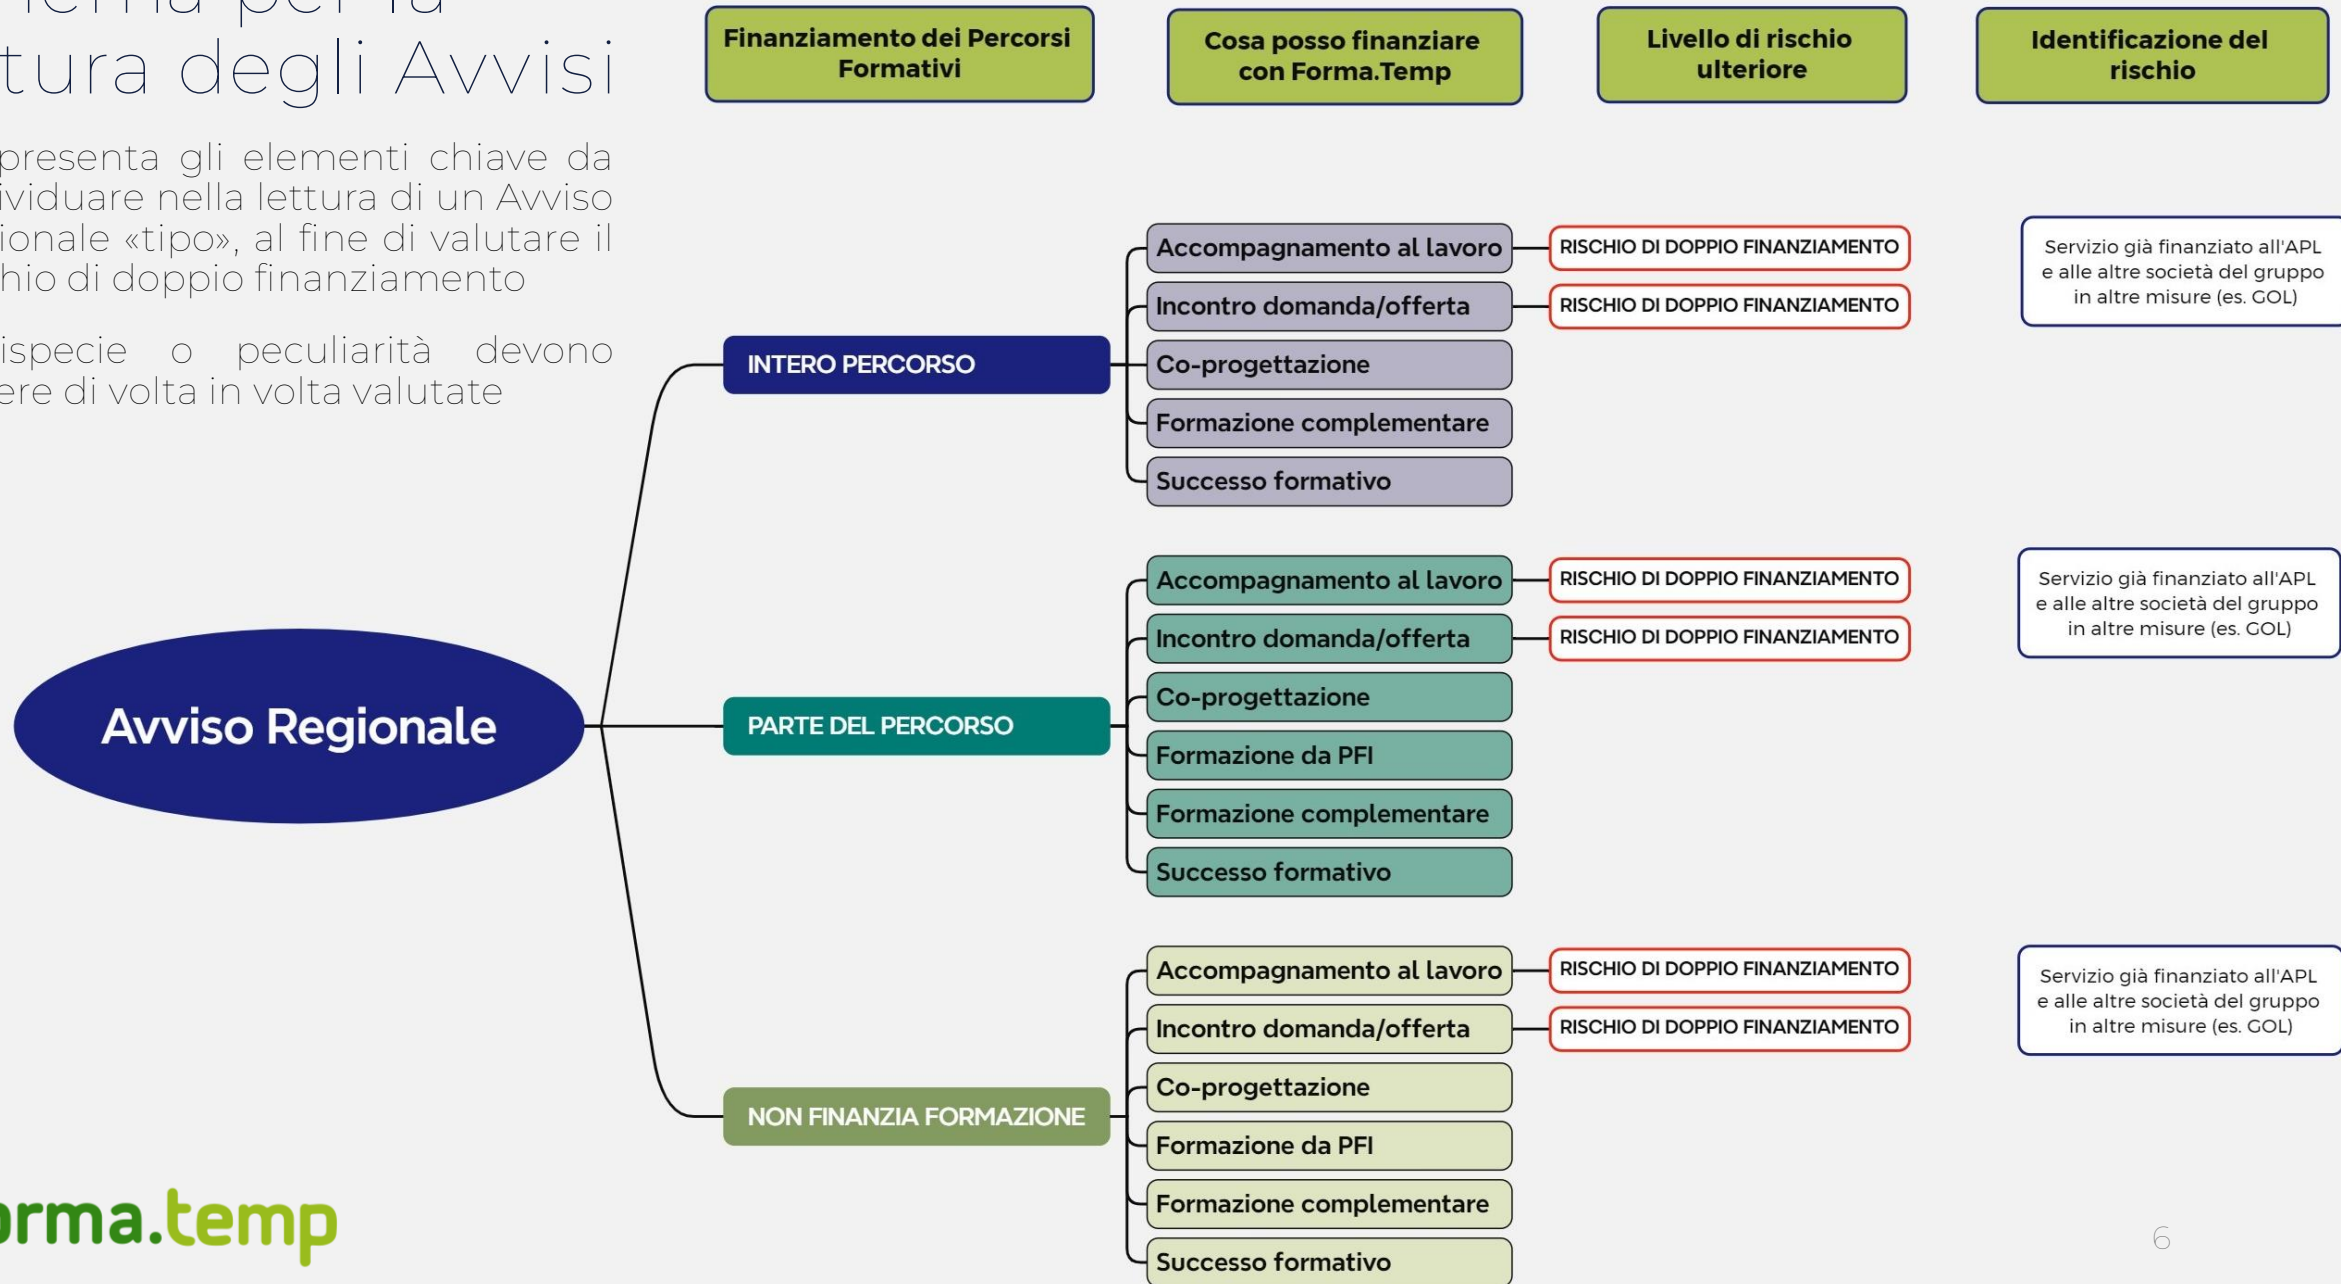 per la
degli Avvisi
presenta gli elementi chiave da
nella lettura di un Avviso
«tipo», al fine di valutare il
di doppio finanziamento
o peculiarità devono
di volta in volta valutate
Finanziamento dei Percorsi
Formativi
Cosa posso finanziare
con Forma.Temp
Livello di rischio
ulteriore
Identificazione del
rischio
Avviso Regionale
INTERO PERCORSO
Accompagnamento al lavoro
RISCHIO DI DOPPIO FINANZIAMENTO
Incontro domanda/offerta
RISCHIO DI DOPPIO FINANZIAMENTO
Co-progettazione
Formazione complementare
Successo formativo
Servizio già finanziato all'APL
e alle altre società del gruppo
in altre misure (es. GOL)
PARTE DEL PERCORSO
Accompagnamento al lavoro
RISCHIO DI DOPPIO FINANZIAMENTO
Incontro domanda/offerta
RISCHIO DI DOPPIO FINANZIAMENTO
Co-progettazione
Formazione da PFI
Formazione complementare
Successo formativo
Servizio già finanziato all'APL
e alle altre società del gruppo
in altre misure (es. GOL)
NON FINANZIA FORMAZIONE
Accompagnamento al lavoro
RISCHIO DI DOPPIO FINANZIAMENTO
Incontro domanda/offerta
RISCHIO DI DOPPIO FINANZIAMENTO
Co-progettazione
Formazione da PFI
Formazione complementare
Successo formativo
Servizio già finanziato all'APL
e alle altre società del gruppo
in altre misure (es. GOL)
orma.temp
6